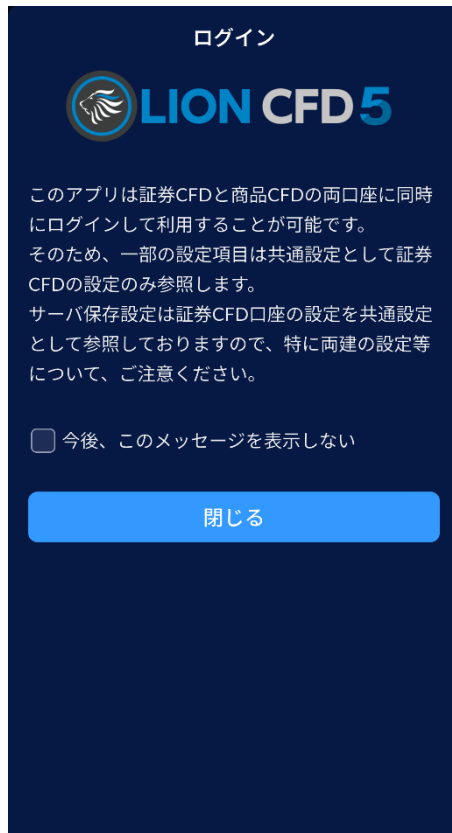 ログイン
LION CFD 5
このアプリは証券CFDと商品CFDの両口座に同時
にログインして利用することが可能です。
そのため、一部の設定項目は共通設定として証券
CFDの設定のみ参照します。
サーバ保存設定は証券CFD口座の設定を共通設定
として参照しておりますので、特に両建の設定等
について、ご注意ください。
今後、このメッセージを表示しない
閉じる